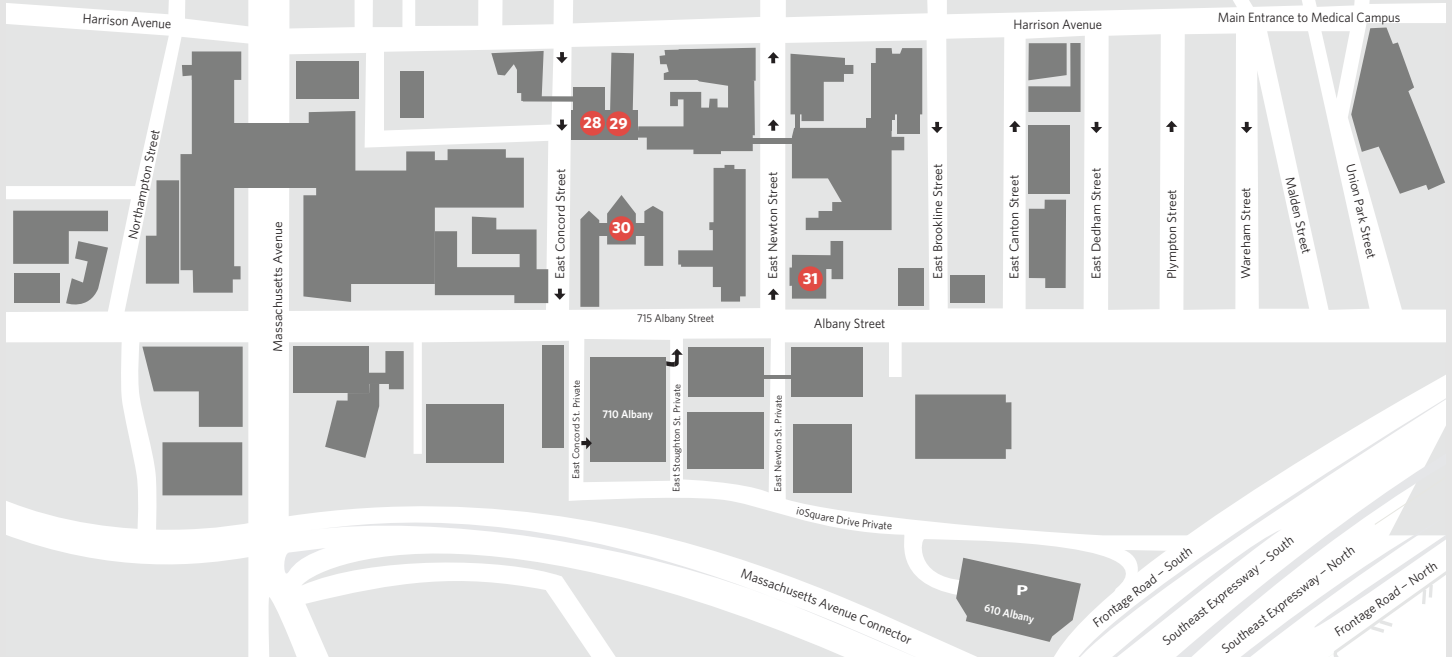 Harrison Avenue
Harrison Avenue
Main Entrance to Medical Campus
28
29
30
31
Northampton Street
Massachusetts Avenue
East Concord Street
East Newton Street
East Brookline Street
East Canton Street
East Dedham Street
Plympton Street
Wareham Street
Malden Street
Union Park Street
715 Albany Street
Albany Street
East Concord St. Private
710 Albany
East Stoughton St. Private
East Newton St. Private
ioSquare Drive Private
Massachusetts Avenue Connector
P
610 Albany
Frontage Road – South
Southeast Expressway – South
Southeast Expressway – North
Frontage Road – North